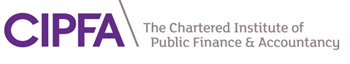 CIPFA
The Chartered Institute of
Public Finance & Accountancy